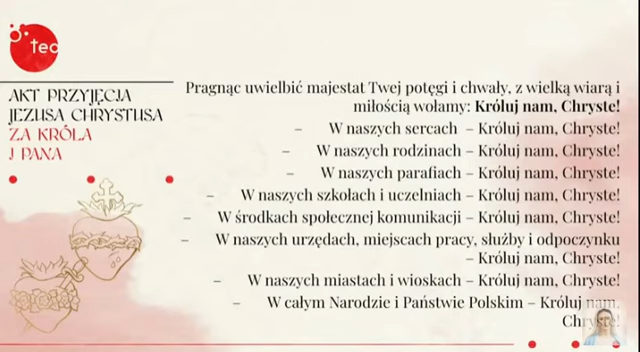 teo
AKT PRZYJĘCJA
JEZUSA CHRYSTUSA
ZA KRÓLA
J PANA
Pragnąc uwielbić majestat Twej potęgi i chwały, z wielką wiarą i
miłością wołamy: Króluj nam, Chryste!
– W naszych sercach – Króluj nam, Chryste!
– W naszych rodzinach – Króluj nam, Chryste!
– W naszych parafiach – Króluj nam, Chryste!
– W naszych szkołach i uczelniach – Króluj nam, Chryste!
– W środkach społecznej komunikacji – Króluj nam, Chryste!
– W naszych urzędach, miejscach pracy, służby i odpoczynku
– Króluj nam, Chryste!
– W naszych miastach i wioskach – Króluj nam, Chryste!
– W całym Narodzie i Państwie Polskim – Króluj nam,
Chryste!